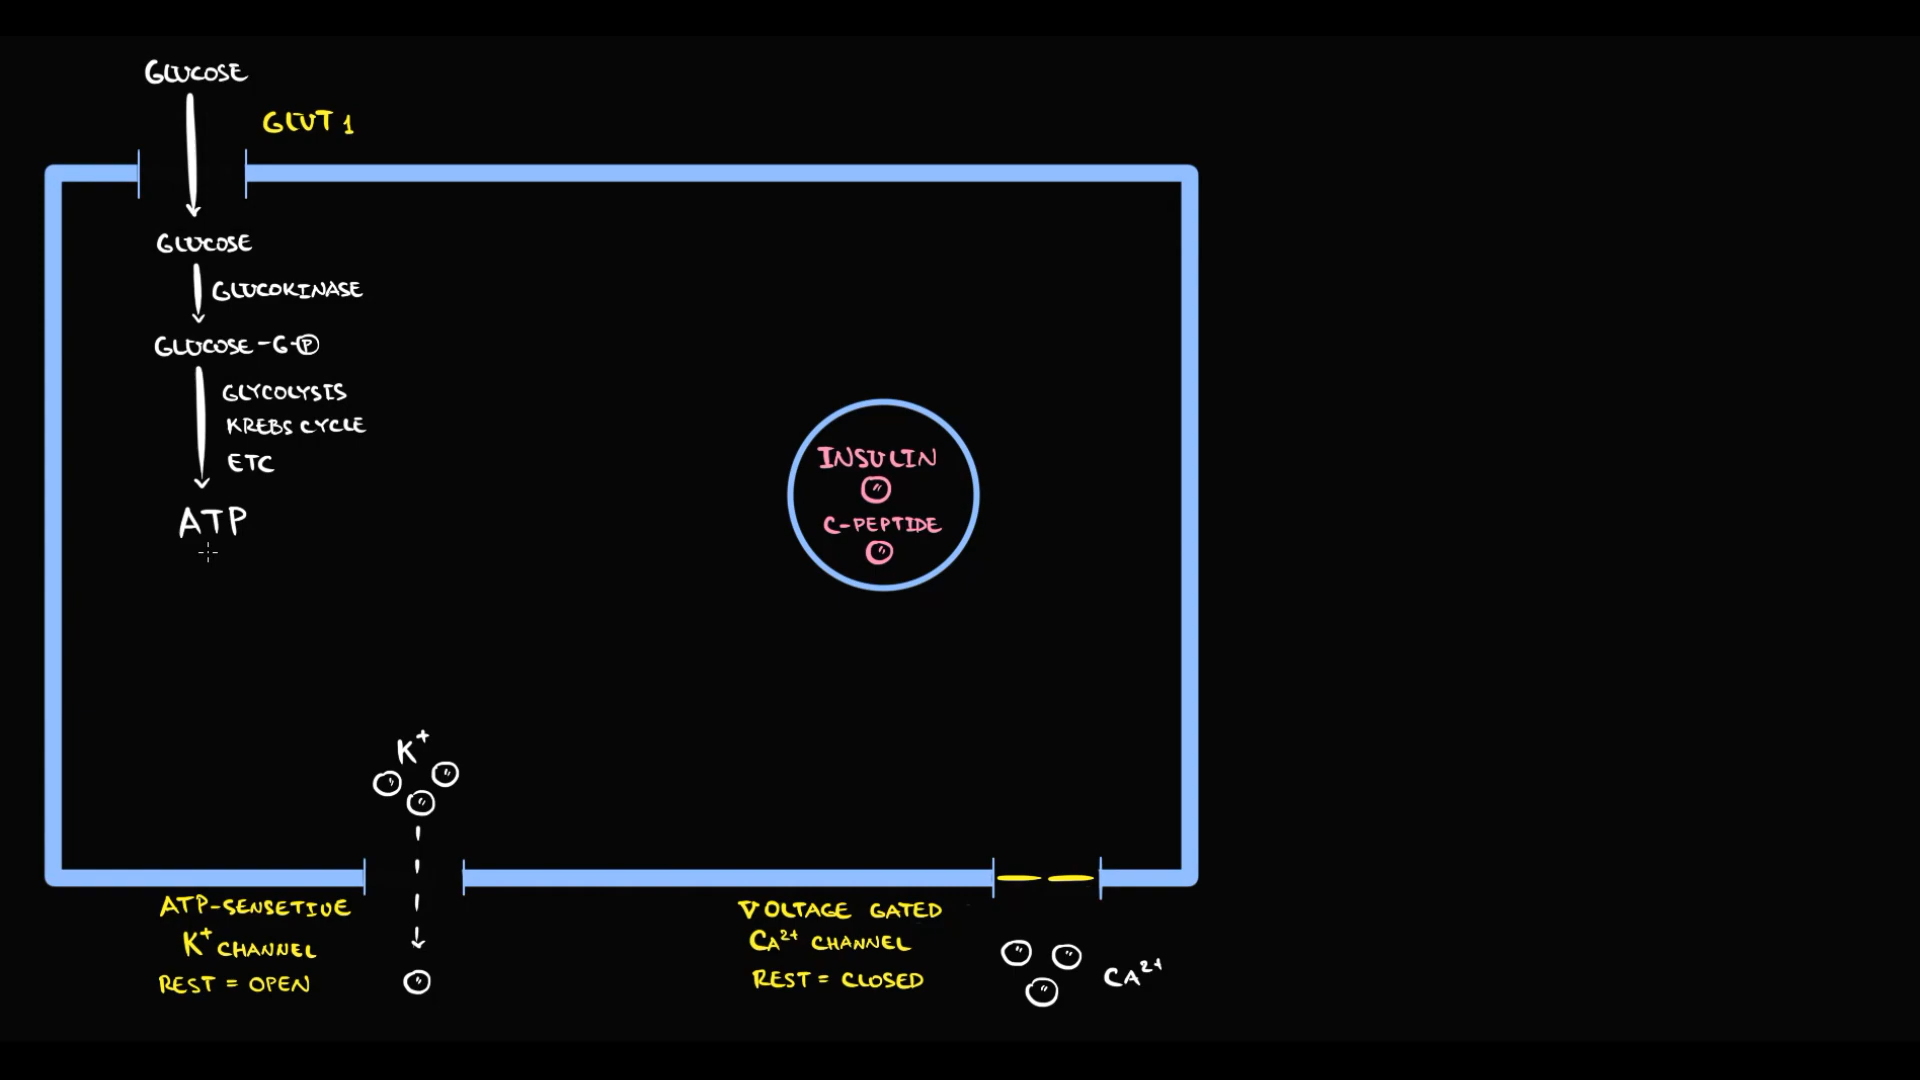 GLUCOSE
GLUT 1
GLUCOSE
GLUCOKINASE
GLUCOSE-6-P
GLYCOLYSIS
KREBS CYCLE
ETC
ATP
INSULIN
C-PEPTIDE
K+
ATP-SENSETIVE
K+ CHANNEL
REST = OPEN
VOLTAGE GATED
CA2+ CHANNEL
REST = CLOSED
CA2+